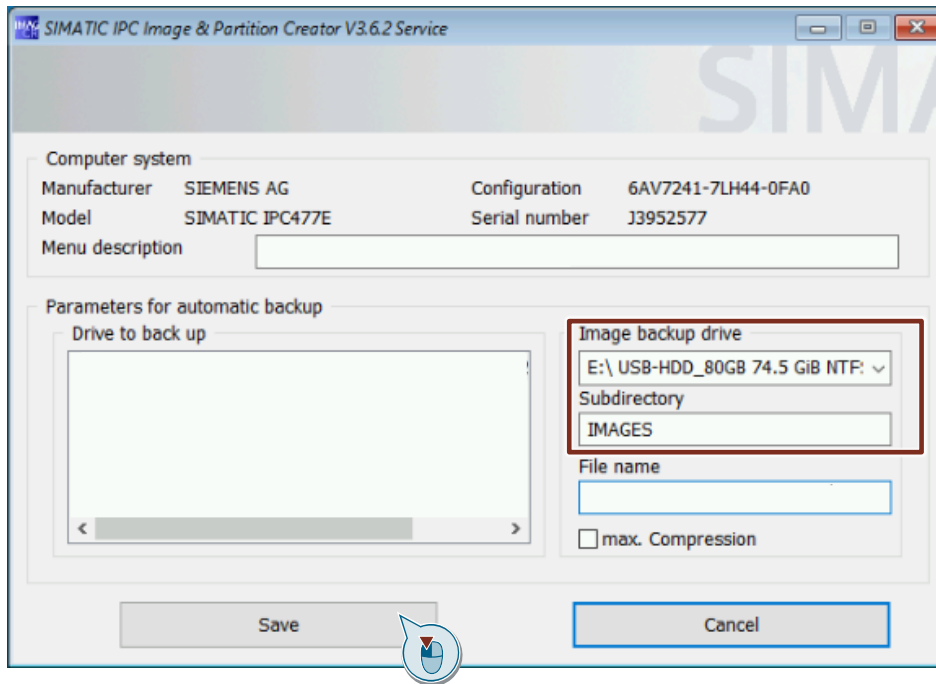 SIMATIC IPC Image & Partition Creator V3.6.2 Service
SIMA
Computer system
Manufacturer SIEMENS AG Configuration 6AV7241-7LH44-0FA0
Model SIMATIC IPC477E Serial number J3952577
Menu description
Parameters for automatic backup
Drive to back up
Image backup drive
E:\ USB-HDD_80GB 74.5 GiB NTF:
Subdirectory
IMAGES
File name
max. Compression
Save Cancel